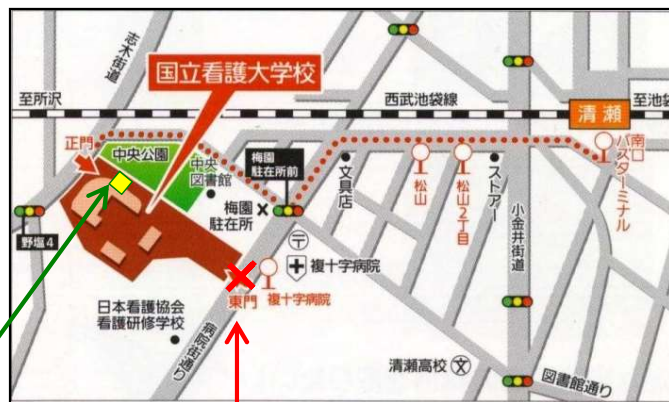 志木街道
至所沢
国立看護大学校
西武池袋線
清瀬
至池袋
正門
中央公園
中央
図書館
梅園
駐在所前
梅園
駐在所
文具店
松山
松山2丁目
ストアー
小金井街道
南口
バスターミナル
野塩4
〒
複十字病院
東門
複十字病院
日本看護協会
看護研修学校
病院街通り
清瀬高校
文
図書館通り